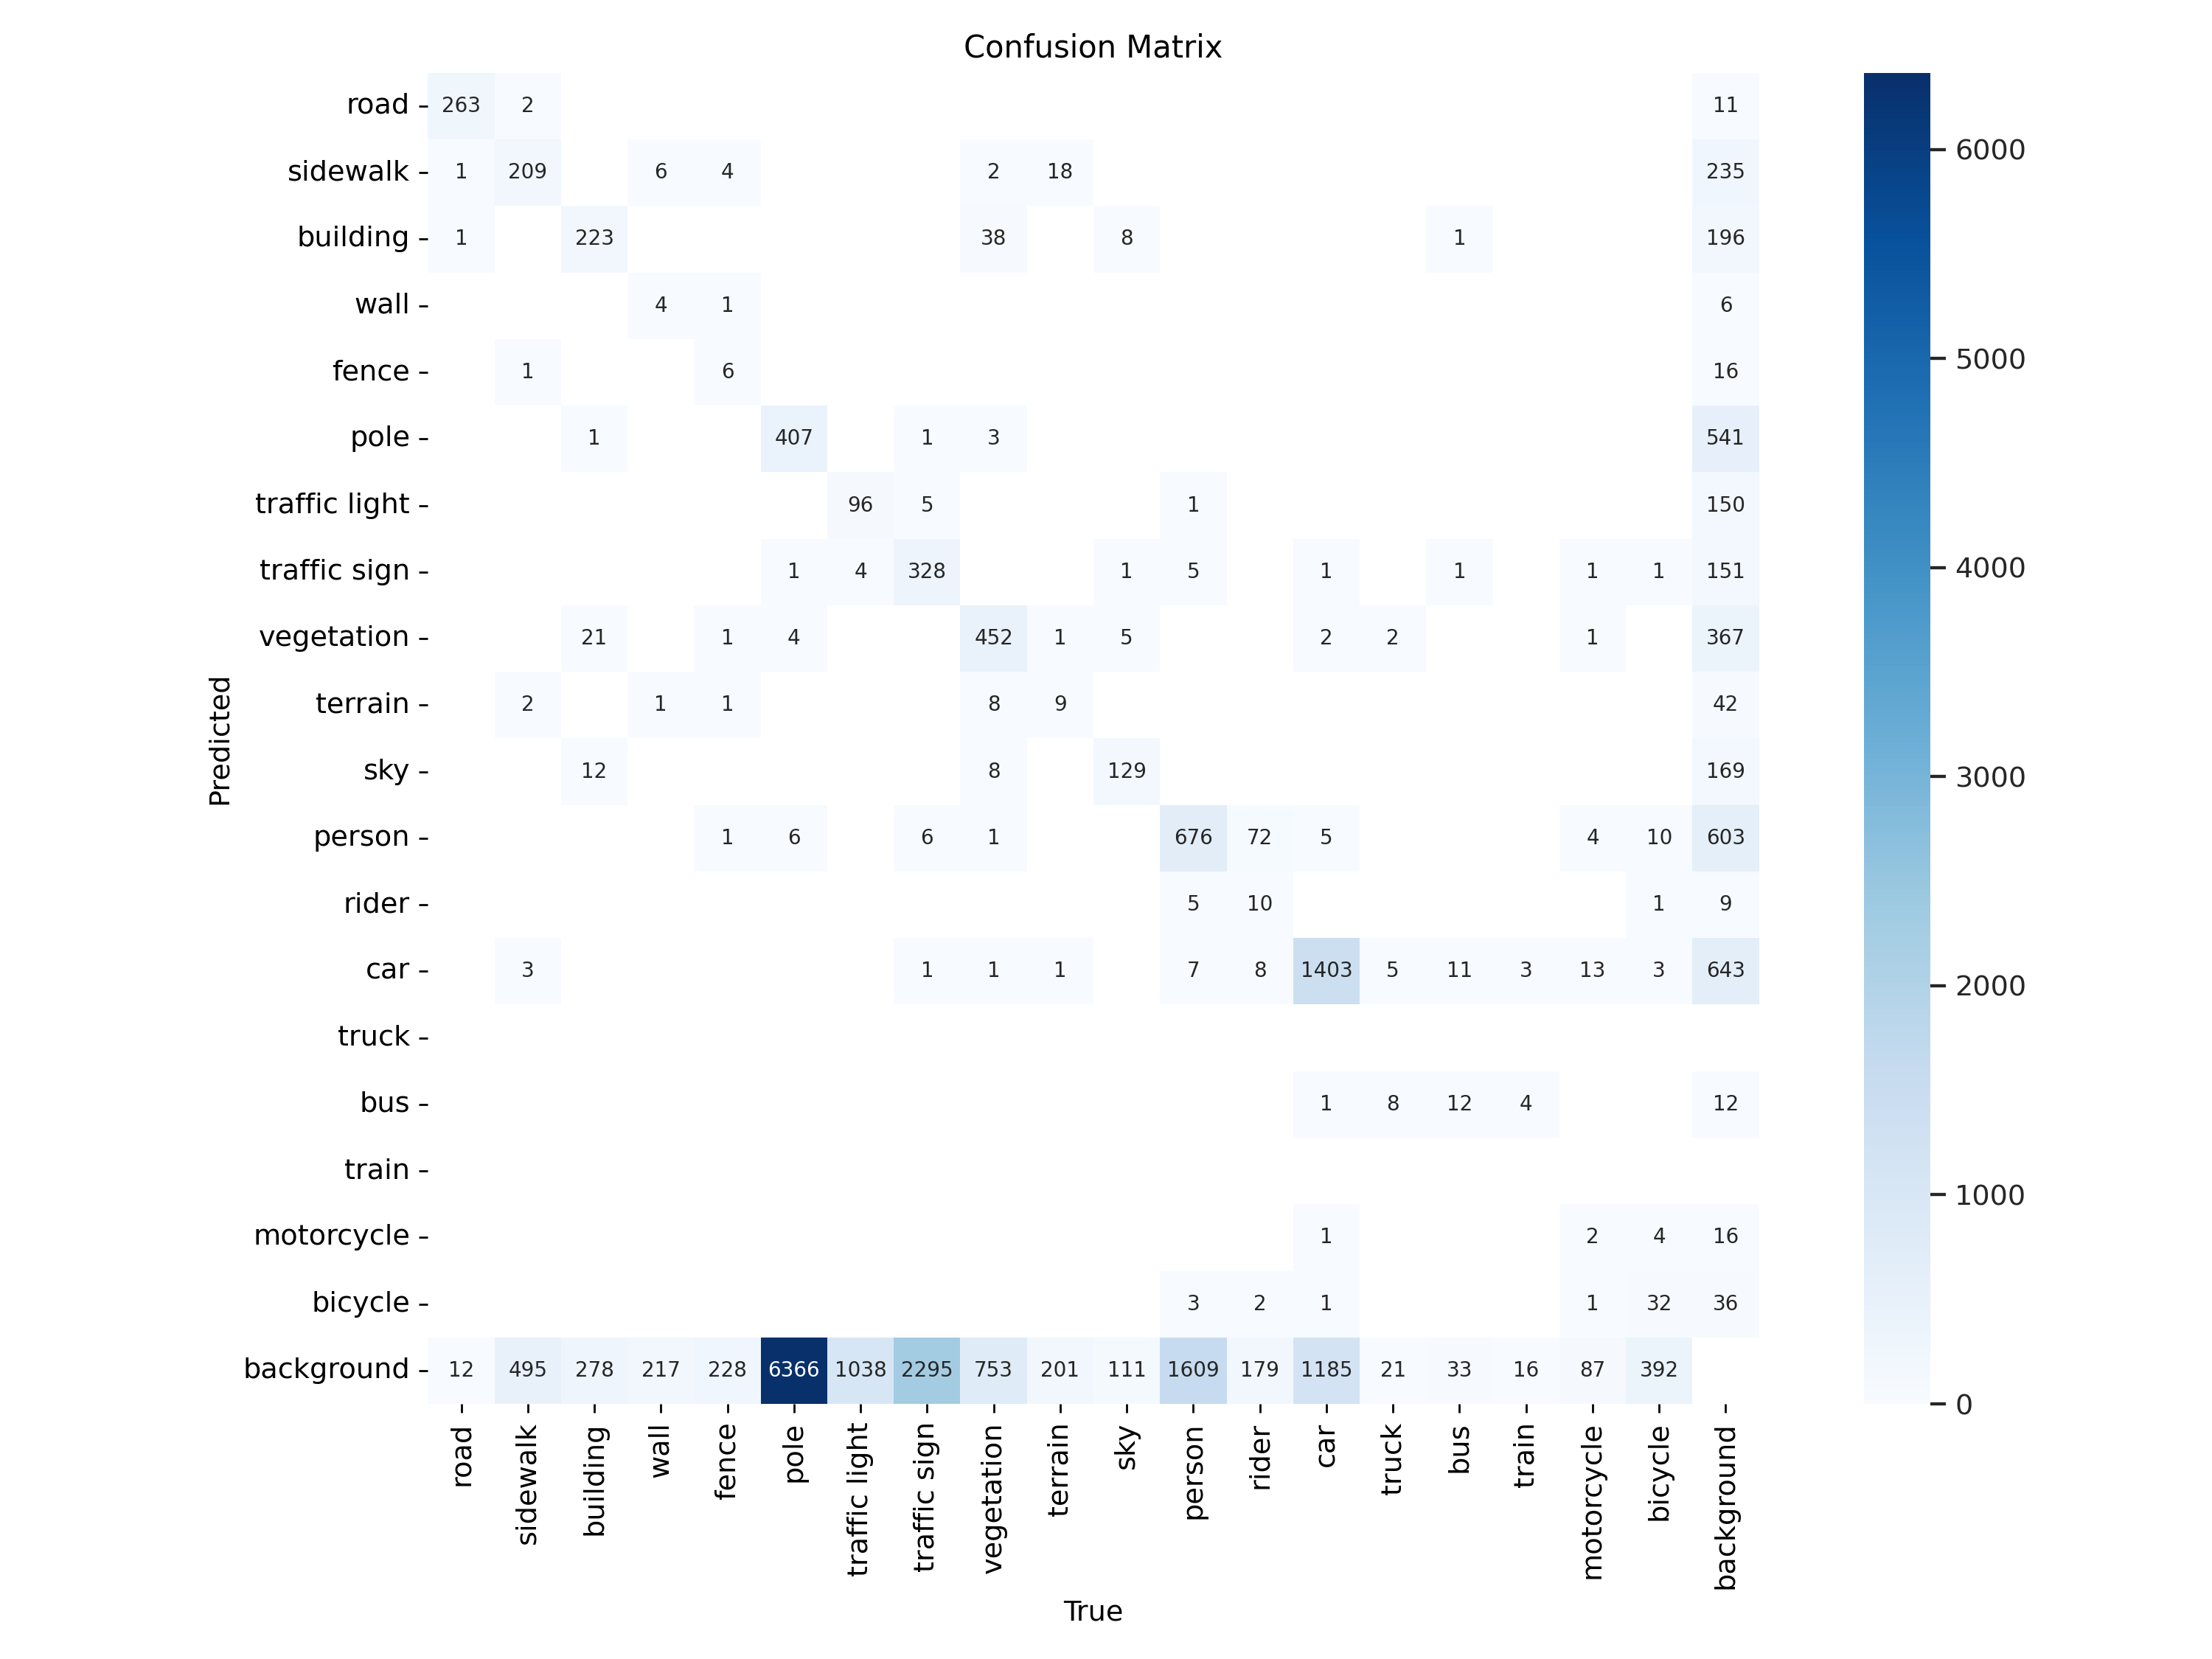 Confusion Matrix
road 263 2 11
sidewalk 1 209 6 4 2 18 235
building 1 223 38 8 1 196
wall 4 1 6
fence 1 6 16
pole 1 407 1 3 541
traffic light 96 5 1 150
traffic sign 1 4 328 1 5 1 1 1 1 151
vegetation 21 1 4 452 1 5 2 2 1 367
terrain 2 1 1 8 9 42
sky 12 8 129 169
person 1 6 6 1 676 72 5 4 10 603
rider 5 10 1 9
car 3 1 1 1 7 8 1403 5 11 3 13 3 643
truck
bus 1 8 12 4 12
train
motorcycle 1 2 4 16
bicycle 3 2 1 1 32 36
background 12 495 278 217 228 6366 1038 2295 753 201 111 1609 179 1185 21 33 16 87 392
road sidewalk building wall fence pole traffic light traffic sign vegetation terrain sky person rider car truck bus train motorcycle bicycle background
True
Predicted
6000
5000
4000
3000
2000
1000
0